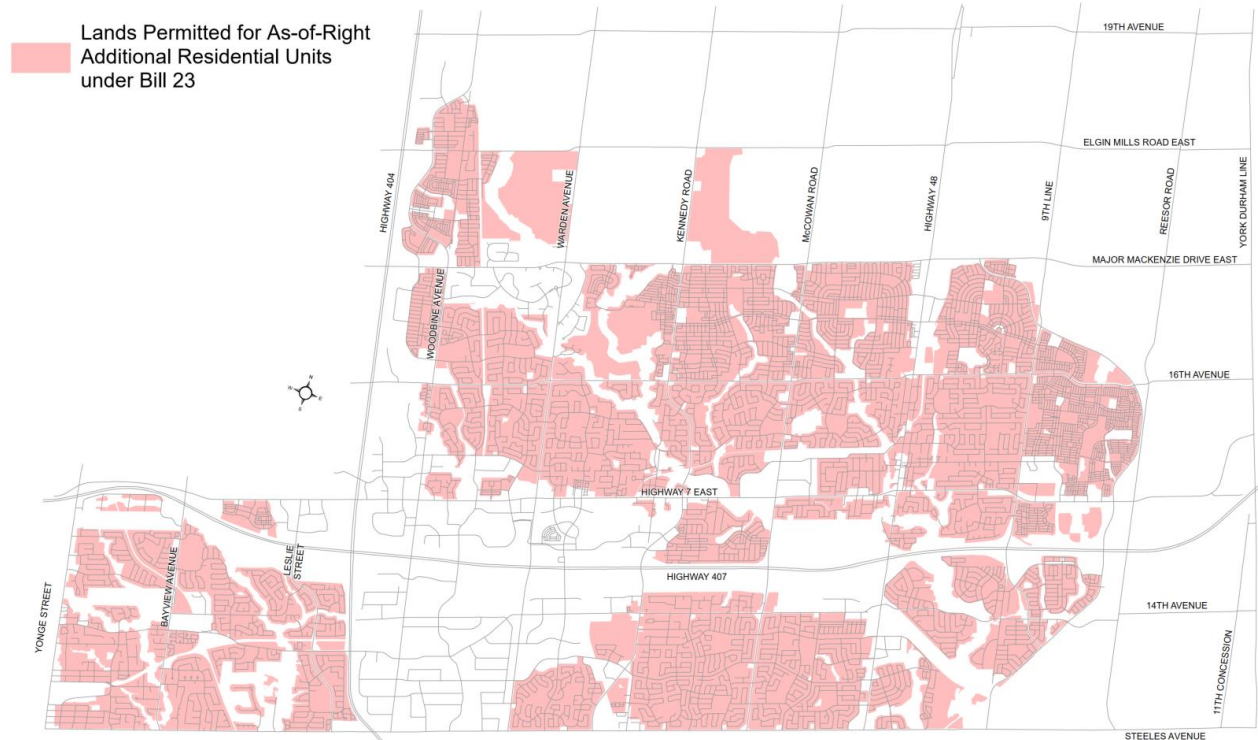 Lands Permitted for As-of-Right
Additional Residential Units
under Bill 23
19TH AVENUE
ELGIN MILLS ROAD EAST
HIGHWAY 404
WARDEN AVENUE
KENNEDY ROAD
McCOWAN ROAD
HIGHWAY 48
9TH LINE
REESOR ROAD
YORK DURHAM LINE
MAJOR MACKENZIE DRIVE EAST
WOODBINE AVENUE
16TH AVENUE
N
W
E
S
HIGHWAY 7 EAST
YONGE STREET
BAYVIEW AVENUE
LESLIE
STREET
HIGHWAY 407
14TH AVENUE
11TH CONCESSION
STEELES AVENUE